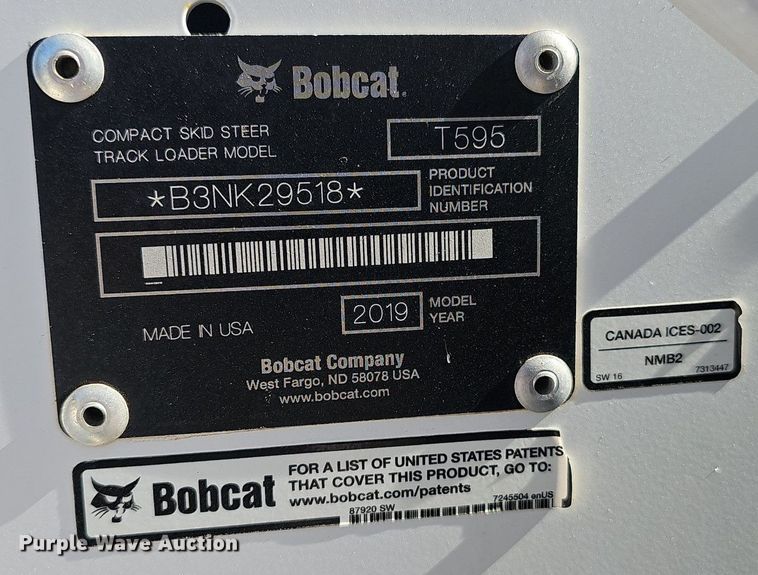 Bobcat.
COMPACT SKID STEER
TRACK LOADER MODEL
T595
*B3NK29518*
PRODUCT
IDENTIFICATION
NUMBER
MADE IN USA
2019
MODEL
YEAR
Bobcat Company
West Fargo, ND 58078 USA
www.bobcat.com
CANADA ICES-002
NMB2
SW 16
7313447
Bobcat
FOR A LIST OF UNITED STATES PATENTS
THAT COVER THIS PRODUCT, GO TO:
www.bobcat.com/patents
87920 SW
7245504 enUS
Purple Wave Auction